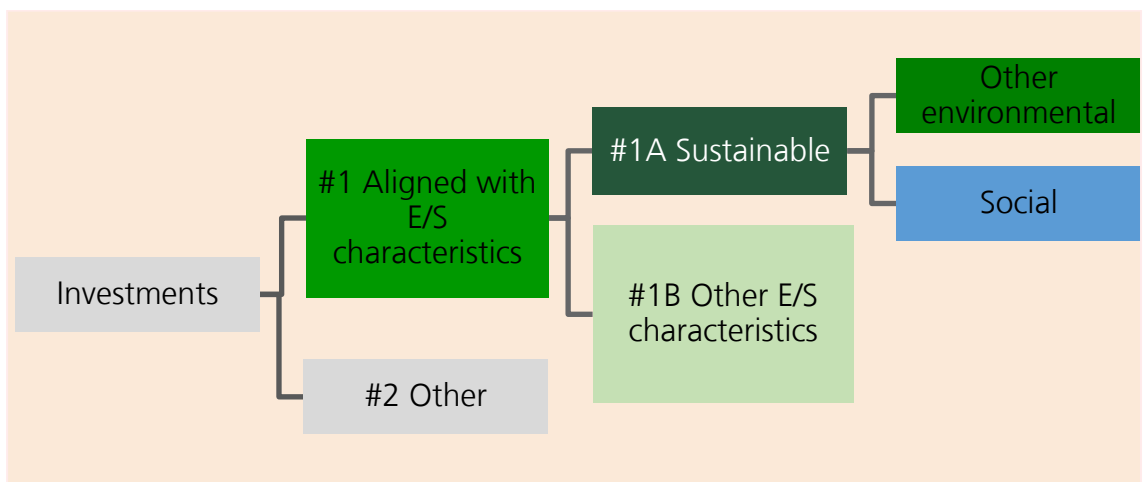 Investments
#1 Aligned with
E/S
characteristics
#2 Other
#1A Sustainable
#1B Other E/S
characteristics
Other
environmental
Social